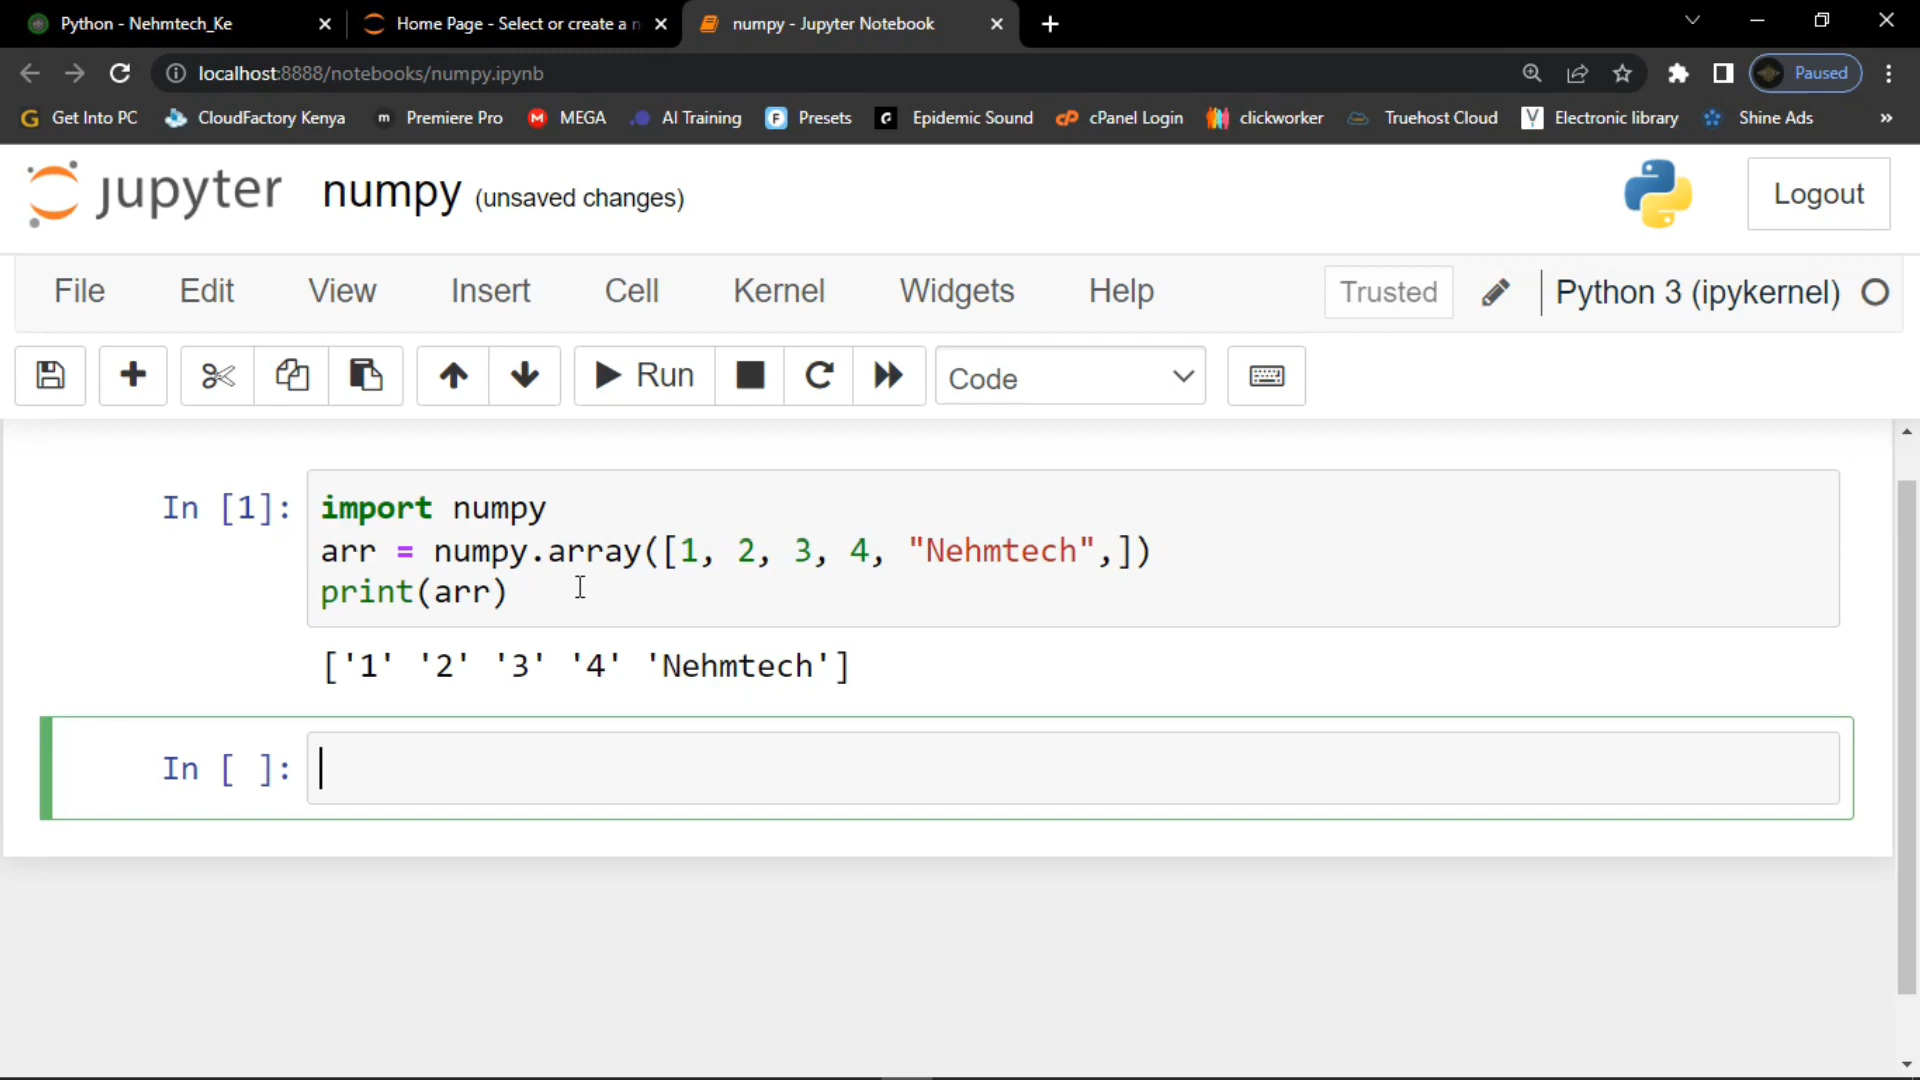 Python - Nehmtech_Ke
Home Page - Select or create a n
numpy - Jupyter Notebook
localhost:8888/notebooks/numpy.ipynb
Paused
Get Into PC
CloudFactory Kenya
m Premiere Pro
M MEGA
AI Training
F Presets
Epidemic Sound
cP cPanel Login
clickworker
Truehost Cloud
V Electronic library
Shine Ads
»
jupyter
numpy (unsaved changes)
Logout
File Edit View Insert Cell Kernel Widgets Help
Trusted
Python 3 (ipykernel)
Run
Code
In [1]: import numpy
arr = numpy.array([1, 2, 3, 4, "Nehmtech",])
print(arr)
['1' '2' '3' '4' 'Nehmtech']
In [ ]: